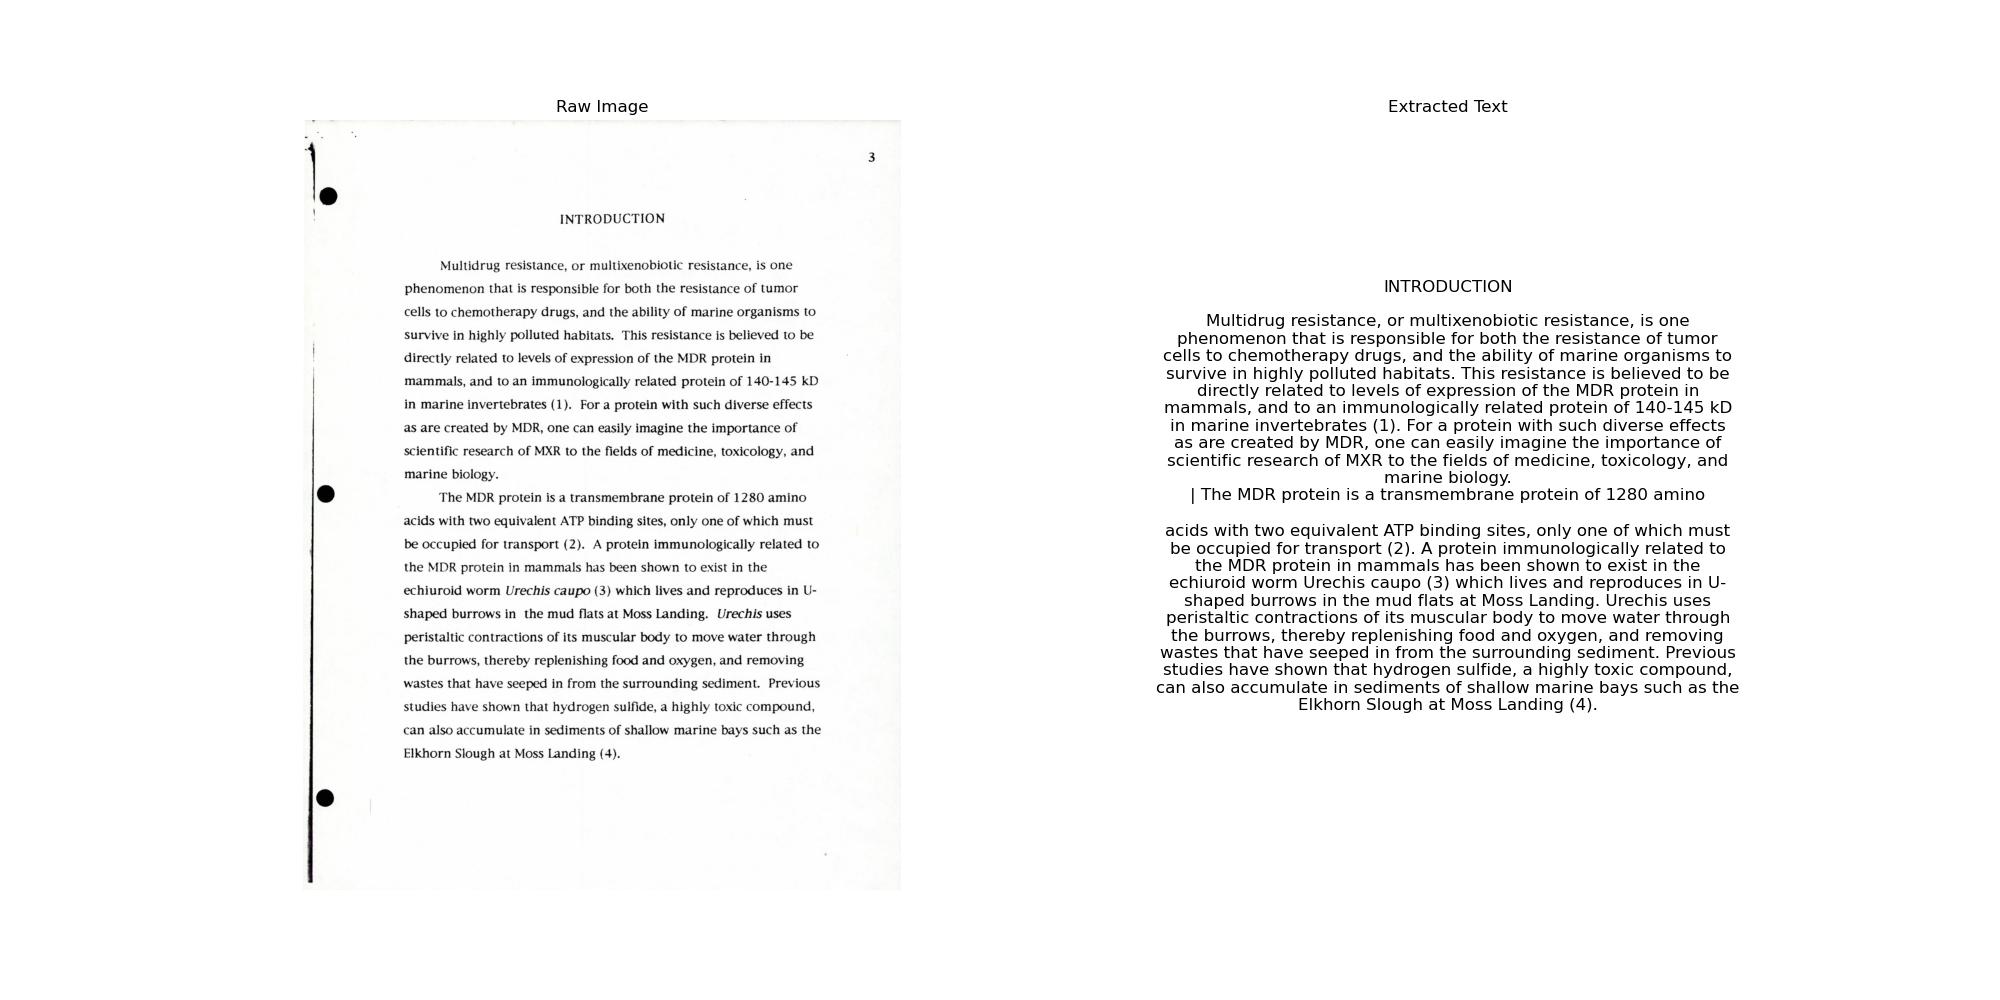 Raw Image
3
INTRODUCTION
Multidrug resistance, or multixenobiotic resistance, is one
phenomenon that is responsible for both the resistance of tumor
cells to chemotherapy drugs, and the ability of marine organisms to
survive in highly polluted habitats.  This resistance is believed to be
directly related to levels of expression of the MDR protein in
mammals, and to an immunologically related protein of 140-145 kD
in marine invertebrates (1).  For a protein with such diverse effects
as are created by MDR, one can easily imagine the importance of
scientific research of MXR to the fields of medicine, toxicology, and
marine biology.
The MDR protein is a transmembrane protein of 1280 amino
acids with two equivalent ATP binding sites, only one of which must
be occupied for transport (2).  A protein immunologically related to
the MDR protein in mammals has been shown to exist in the
echiuroid worm Urechis caupo (3) which lives and reproduces in U-
shaped burrows in  the mud flats at Moss Landing.  Urechis uses
peristaltic contractions of its muscular body to move water through
the burrows, thereby replenishing food and oxygen, and removing
wastes that have seeped in from the surrounding sediment.  Previous
studies have shown that hydrogen sulfide, a highly toxic compound,
can also accumulate in sediments of shallow marine bays such as the
Elkhorn Slough at Moss Landing (4).
Extracted Text
INTRODUCTION
Multidrug resistance, or multixenobiotic resistance, is one
phenomenon that is responsible for both the resistance of tumor
cells to chemotherapy drugs, and the ability of marine organisms to
survive in highly polluted habitats. This resistance is believed to be
directly related to levels of expression of the MDR protein in
mammals, and to an immunologically related protein of 140-145 kD
in marine invertebrates (1). For a protein with such diverse effects
as are created by MDR, one can easily imagine the importance of
scientific research of MXR to the fields of medicine, toxicology, and
marine biology.
| The MDR protein is a transmembrane protein of 1280 amino
acids with two equivalent ATP binding sites, only one of which must
be occupied for transport (2). A protein immunologically related to
the MDR protein in mammals has been shown to exist in the
echiuroid worm Urechis caupo (3) which lives and reproduces in U-
shaped burrows in the mud flats at Moss Landing. Urechis uses
peristaltic contractions of its muscular body to move water through
the burrows, thereby replenishing food and oxygen, and removing
wastes that have seeped in from the surrounding sediment. Previous
studies have shown that hydrogen sulfide, a highly toxic compound,
can also accumulate in sediments of shallow marine bays such as the
Elkhorn Slough at Moss Landing (4).